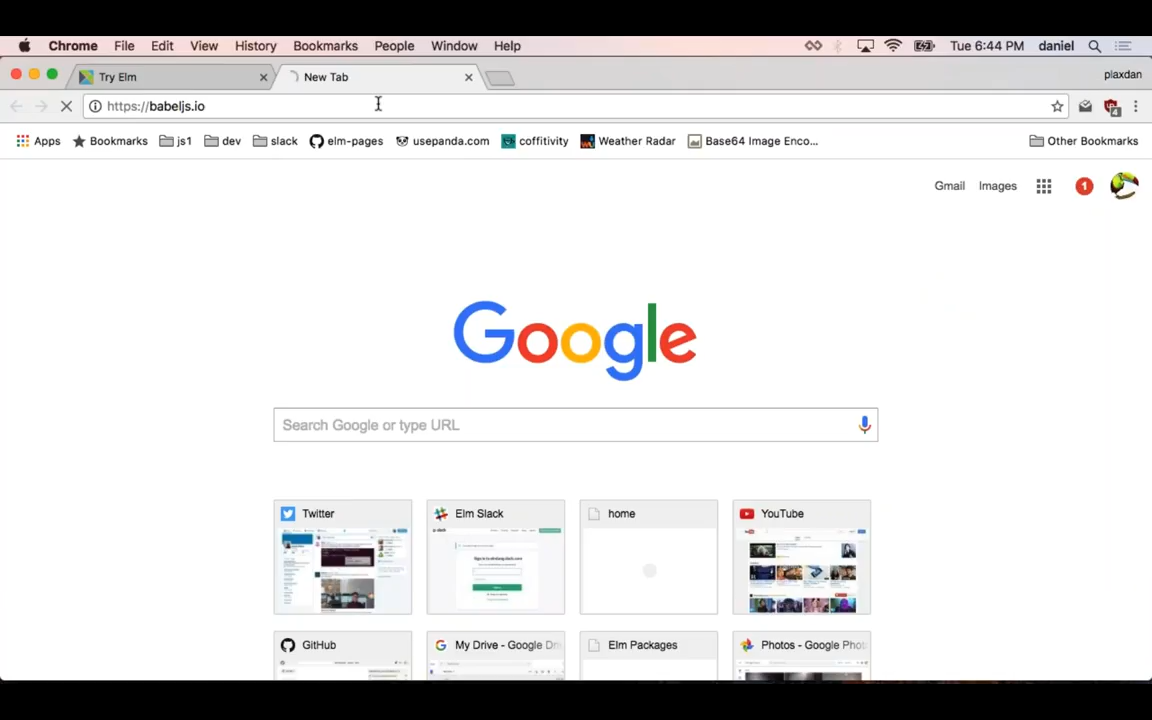 Chrome File Edit View History Bookmarks People Window Help Tue 6:44 PM daniel
Try Elm New Tab plaxdan
https://babeljs.io 4
Apps Bookmarks js1 dev slack elm-pages usepanda.com coffitivity Weather Radar Base64 Image Enco... Other Bookmarks
Gmail Images 1
Google
Search Google or type URL
Twitter Elm Slack home YouTube
GitHub My Drive - Google Dri Elm Packages Photos - Google Phot